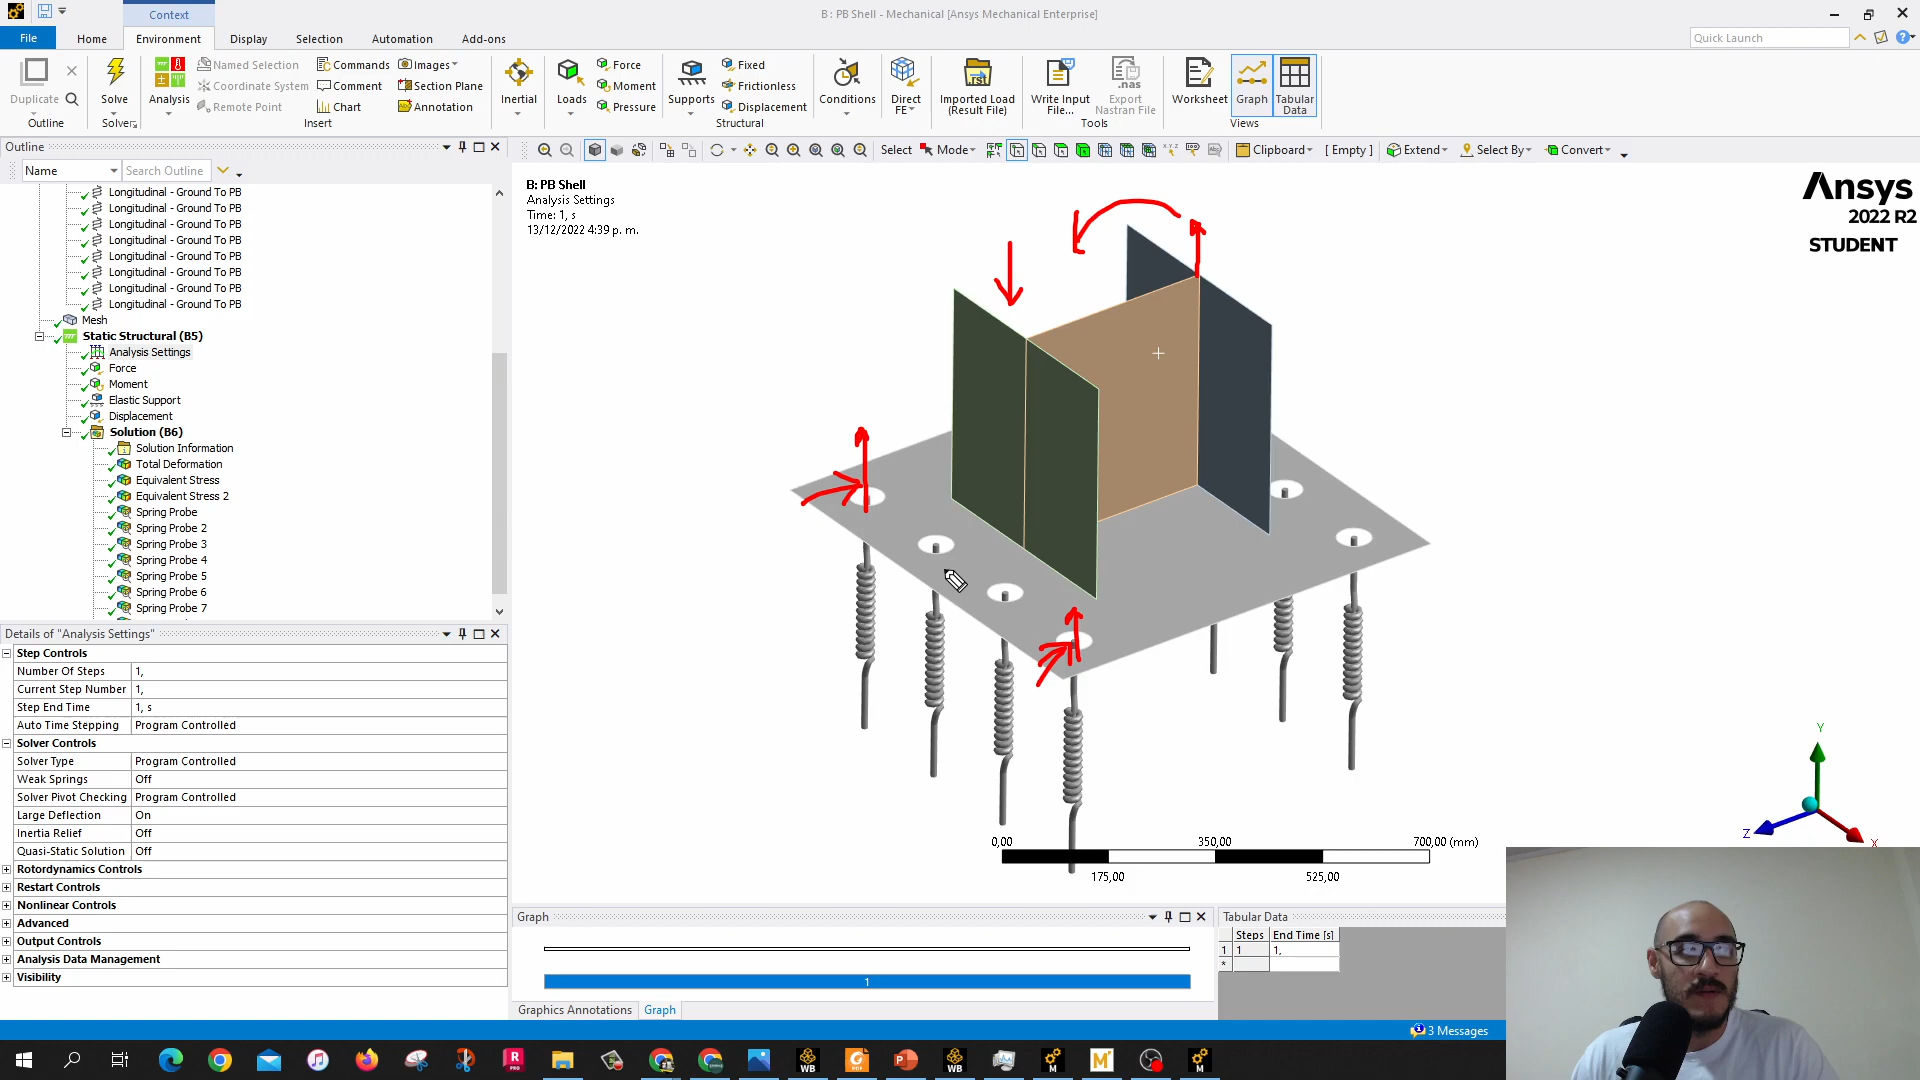 Context
B : PB Shell - Mechanical [Ansys Mechanical Enterprise]
File Home Environment Display Selection Automation Add-ons
Quick Launch
Duplicate
Outline
Solve
Solver
Analysis
Named Selection
Coordinate System
Remote Point
Commands
Comment
Chart
Images
Section Plane
Annotation
Insert
Inertial
Loads
Force
Moment
Pressure
Supports
Fixed
Frictionless
Displacement
Structural
Conditions
Direct
FE
Imported Load
(Result File)
Write Input
File...
Export
Nastran File
Tools
Worksheet
Graph
Tabular
Data
Views
Outline
Name
Search Outline
Select Mode Clipboard [ Empty ] Extend Select By Convert
Longitudinal - Ground To PB
Longitudinal - Ground To PB
Longitudinal - Ground To PB
Longitudinal - Ground To PB
Longitudinal - Ground To PB
Longitudinal - Ground To PB
Longitudinal - Ground To PB
Longitudinal - Ground To PB
Mesh
Static Structural (B5)
Analysis Settings
Force
Moment
Elastic Support
Displacement
Solution (B6)
Solution Information
Total Deformation
Equivalent Stress
Equivalent Stress 2
Spring Probe
Spring Probe 2
Spring Probe 3
Spring Probe 4
Spring Probe 5
Spring Probe 6
Spring Probe 7
Details of "Analysis Settings"
Step Controls
Number Of Steps 1,
Current Step Number 1,
Step End Time 1, s
Auto Time Stepping Program Controlled
Solver Controls
Solver Type Program Controlled
Weak Springs Off
Solver Pivot Checking Program Controlled
Large Deflection On
Inertia Relief Off
Quasi-Static Solution Off
Rotordynamics Controls
Restart Controls
Nonlinear Controls
Advanced
Output Controls
Analysis Data Management
Visibility
B: PB Shell
Analysis Settings
Time: 1, s
13/12/2022 4:39 p. m.
Ansys
2022 R2
STUDENT
Y
Z
X
0,00 350,00 700,00 (mm)
175,00 525,00
Graph
1
Graphics Annotations Graph
Tabular Data
Steps End Time [s]
1 1 1,
*
3 Messages